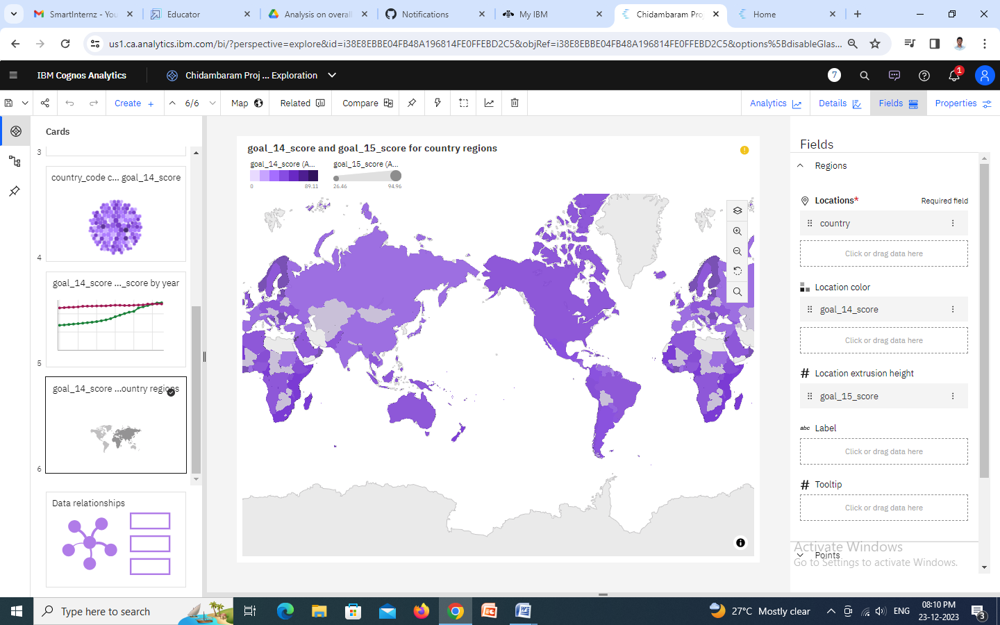 SmartInternz - You
Educator
Analysis on overall
Notifications
My IBM
Chidambaram Pro
Home
us1.ca.analytics.ibm.com/bi/?perspective=explore&id=i38E8EBBE04FB48A196814FE0FFEBD2C5&objRef=i38E8EBBE04FB48A196814FE0FFEBD2C5&options%5BdisableGlas...
IBM Cognos Analytics
Chidambaram Proj ... Exploration
7
1
Create +
6/6
Map
Related
Compare
Analytics
Details
Fields
Properties
Cards
3
country_code c... goal_14_score
4
goal_14_score ..._score by year
5
goal_14_score ...ountry regions
6
Data relationships
goal_14_score and goal_15_score for country regions
goal_14_score (A...
goal_15_score (A...
0
89.11
26.46
94.96
Fields
Regions
Locations*
Required field
country
Click or drag data here
Location color
goal_14_score
Click or drag data here
Location extrusion height
goal_15_score
abc Label
Click or drag data here
Tooltip
Click or drag data here
Points
Activate Windows
Go to Settings to activate Windows.
Type here to search
27°C Mostly clear
ENG
08:10 PM
23-12-2023
3